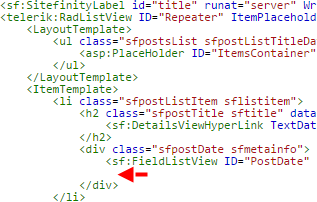 <sf:SitefinityLabel id="title" runat="server" Wr
<telerik:RadListView ID="Repeater" ItemPlacehold
<LayoutTemplate>
<ul class="sfpostsList sfpostListTitleDa
<asp:PlaceHolder ID="ItemsContainer"
</ul>
</LayoutTemplate>
<ItemTemplate>
<li class="sfpostListItem sflistitem">
<h2 class="sfpostTitle sftitle" data
<sf:DetailsViewHyperLink TextDat
</h2>
<div class="sfpostDate sfmetainfo">
<sf:FieldListView ID="PostDate"
</div>
</li>